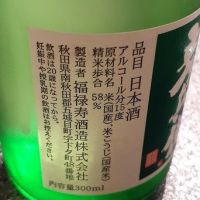 品目 日本酒
アルコール分15度
原材料名 米(国産)、米こうじ(国産米)
精米歩合 58%
製造者 福禄寿酒造株式会社
秋田県南秋田郡五城目町字下タ町48番地
飲酒は20歳になってから。
妊娠中や授乳期の飲酒はお控えください。
内容量300ml